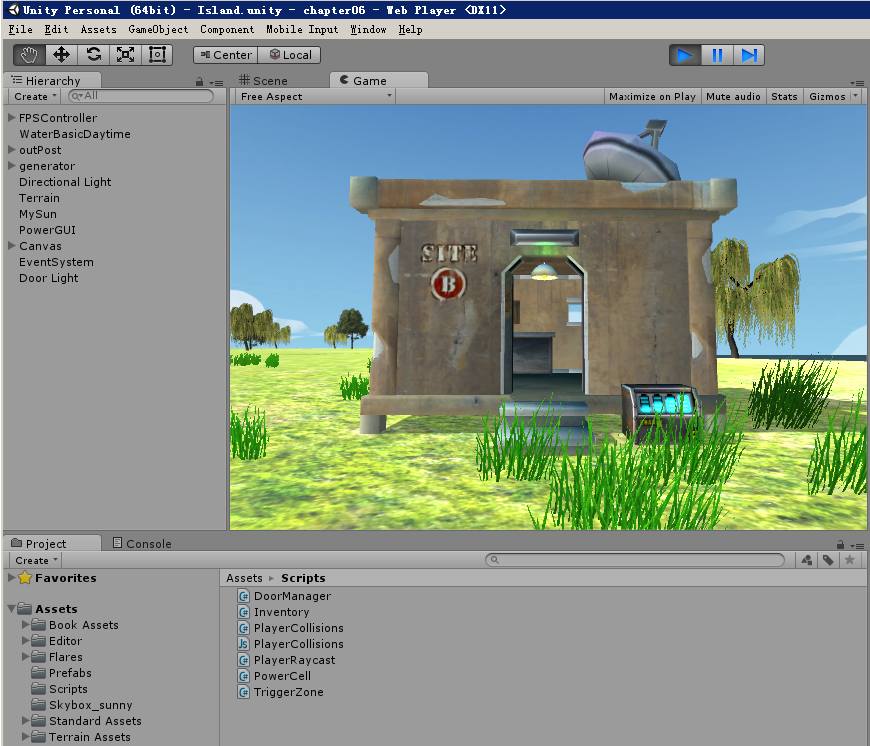 Unity Personal (64bit) - Island.unity - chapter06 - Web Player <DX11>
File Edit Assets GameObject Component Mobile Input Window Help
Center Local
Hierarchy Scene Game
Create All Free Aspect Maximize on Play Mute audio Stats Gizmos
FPSController
WaterBasicDaytime
outPost
generator
Directional Light
Terrain
MySun
PowerGUI
Canvas
EventSystem
Door Light
SITE
B
Project Console
Create
Favorites Assets Scripts
Assets
Book Assets
Editor
Flares
Prefabs
Scripts
Skybox_sunny
Standard Assets
Terrain Assets
C# DoorManager
C# Inventory
C# PlayerCollisions
Js PlayerCollisions
C# PlayerRaycast
C# PowerCell
C# TriggerZone